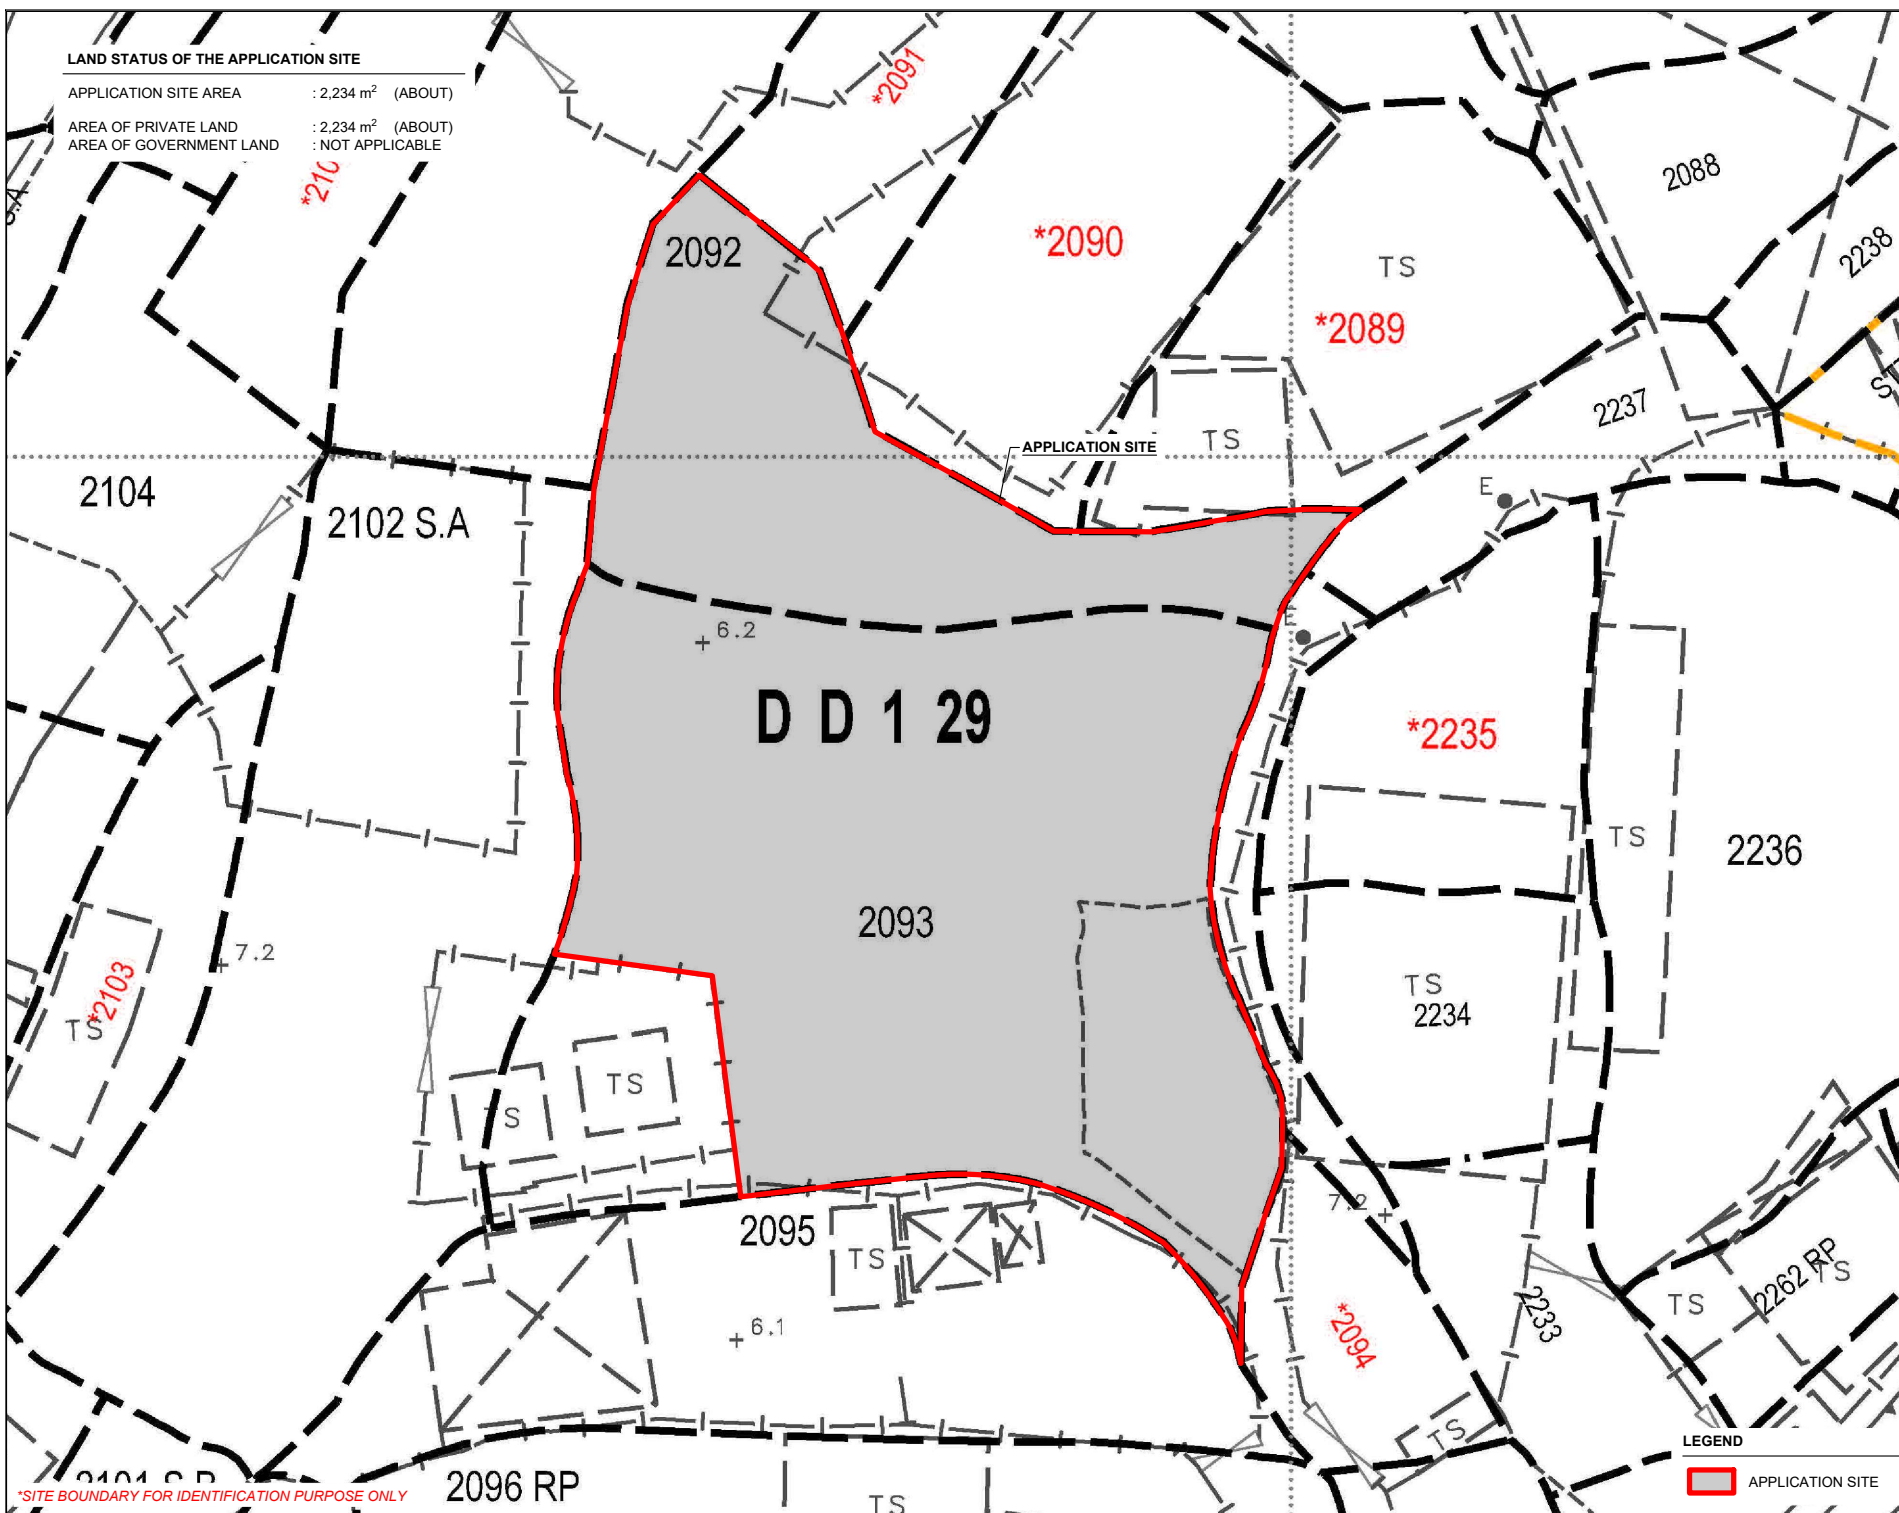 LAND STATUS OF THE APPLICATION SITE
APPLICATION SITE AREA : 2,234 m² (ABOUT)
AREA OF PRIVATE LAND : 2,234 m² (ABOUT)
AREA OF GOVERNMENT LAND : NOT APPLICABLE
*2091
2088
2092
*2090
TS
2238
*2089
2237
TS
APPLICATION SITE
2104
2102 S.A
E
6.2
D D 1 29
*2235
TS
2236
2093
7.2
*2103
TS
TS
2234
TS
TS
7.2
2095
TS
2262 RP
TS
TS
2233
6.1
*2094
TS
2096 RP
TS
*SITE BOUNDARY FOR IDENTIFICATION PURPOSE ONLY
LEGEND
APPLICATION SITE